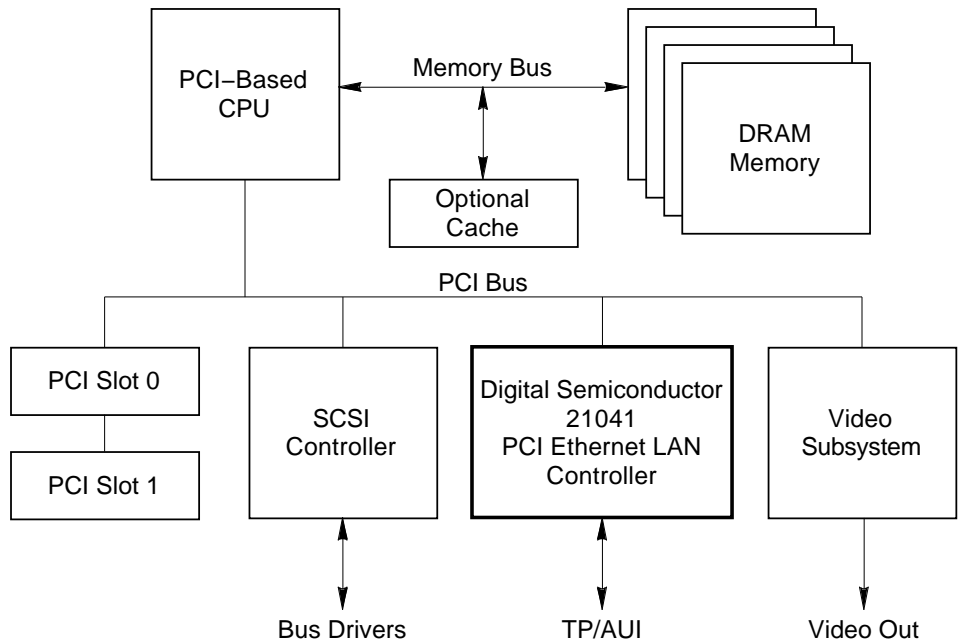 PCI–Based
CPU
Memory Bus
DRAM
Memory
Optional
Cache
PCI Bus
PCI Slot 0
PCI Slot 1
SCSI
Controller
Digital Semiconductor
21041
PCI Ethernet LAN
Controller
Video
Subsystem
Bus Drivers
TP/AUI
Video Out